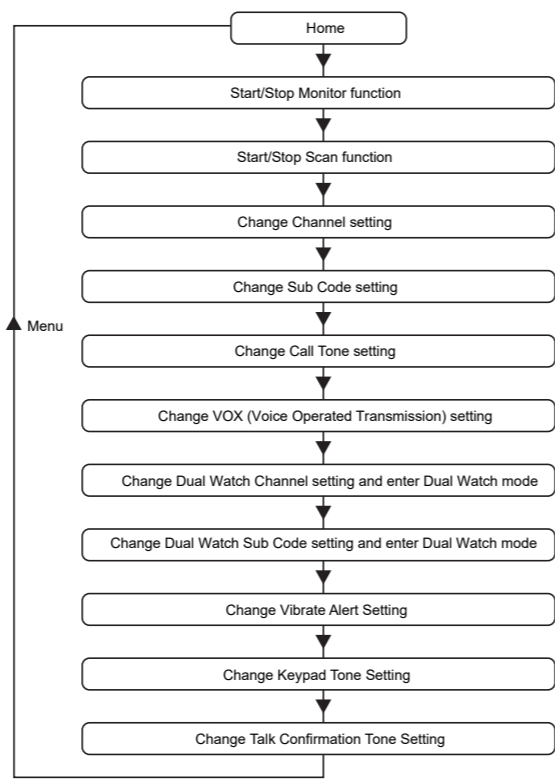 Home
Start/Stop Monitor function
Start/Stop Scan function
Change Channel setting
Change Sub Code setting
Menu
Change Call Tone setting
Change VOX (Voice Operated Transmission) setting
Change Dual Watch Channel setting and enter Dual Watch mode
Change Dual Watch Sub Code setting and enter Dual Watch mode
Change Vibrate Alert Setting
Change Keypad Tone Setting
Change Talk Confirmation Tone Setting